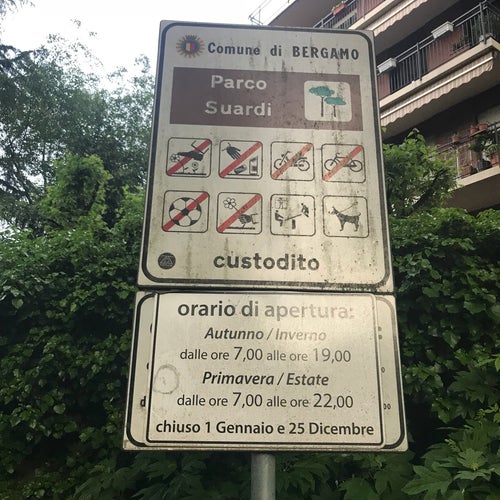 Comune di BERGAMO
Parco
Suardi
custodito
orario di apertura:
Autunno / Inverno
dalle ore 7,00 alle ore 19,00
Primavera / Estate
dalle ore 7,00 alle ore 22,00
chiuso 1 Gennaio e 25 Dicembre